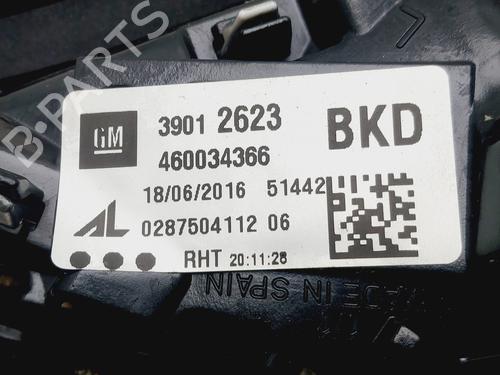 B-PARTS
GM 3901 2623 BKD
460034366
18/06/2016 51442
AL 0287504112 06
RHT 20:11:28
MADE IN SPAIN